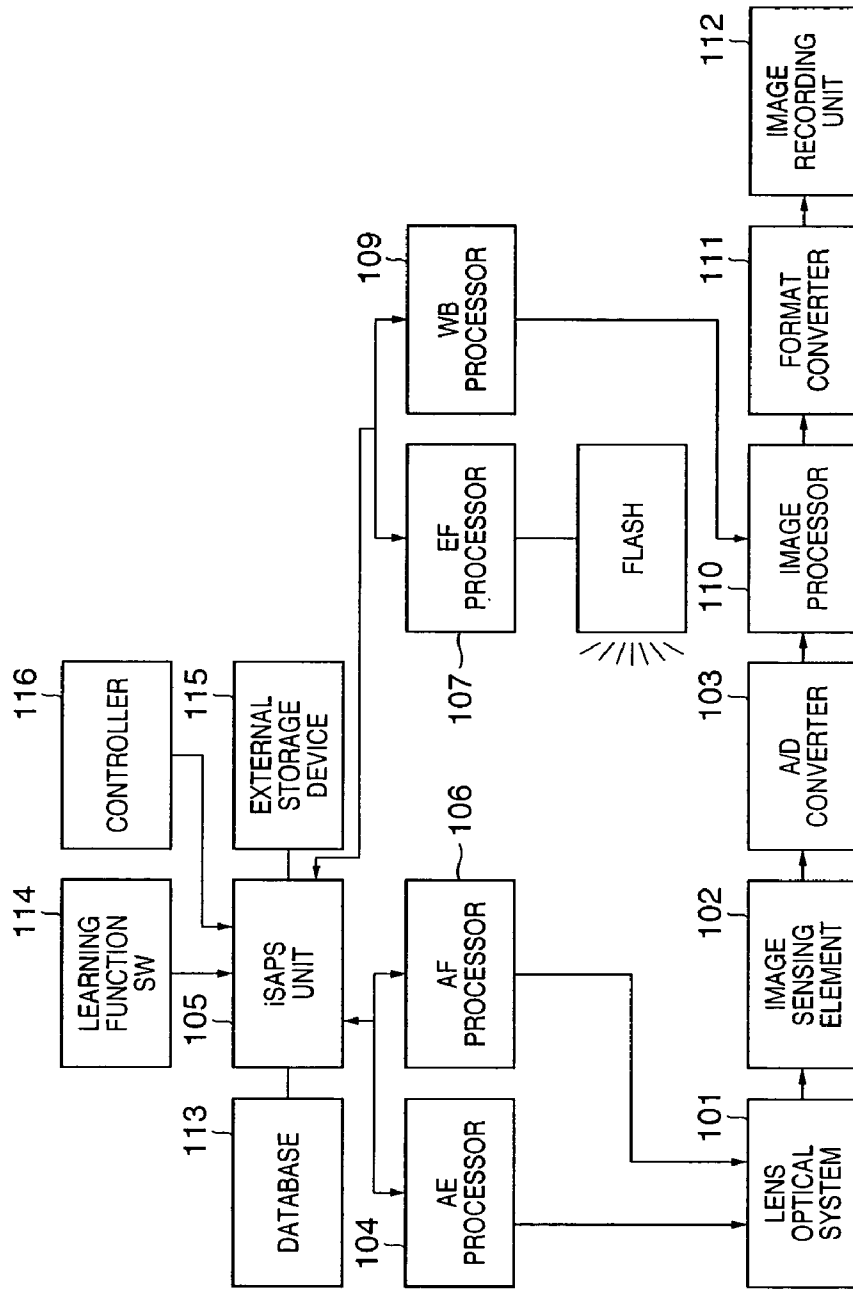 114
LEARNING
FUNCTION
SW
116
CONTROLLER
113
DATABASE
105
iSAPS
UNIT
115
EXTERNAL
STORAGE
DEVICE
104
AE
PROCESSOR
106
AF
PROCESSOR
107
EF
PROCESSOR
109
WB
PROCESSOR
FLASH
101
LENS
OPTICAL
SYSTEM
102
IMAGE
SENSING
ELEMENT
103
A/D
CONVERTER
110
IMAGE
PROCESSOR
111
FORMAT
CONVERTER
112
IMAGE
RECORDING
UNIT